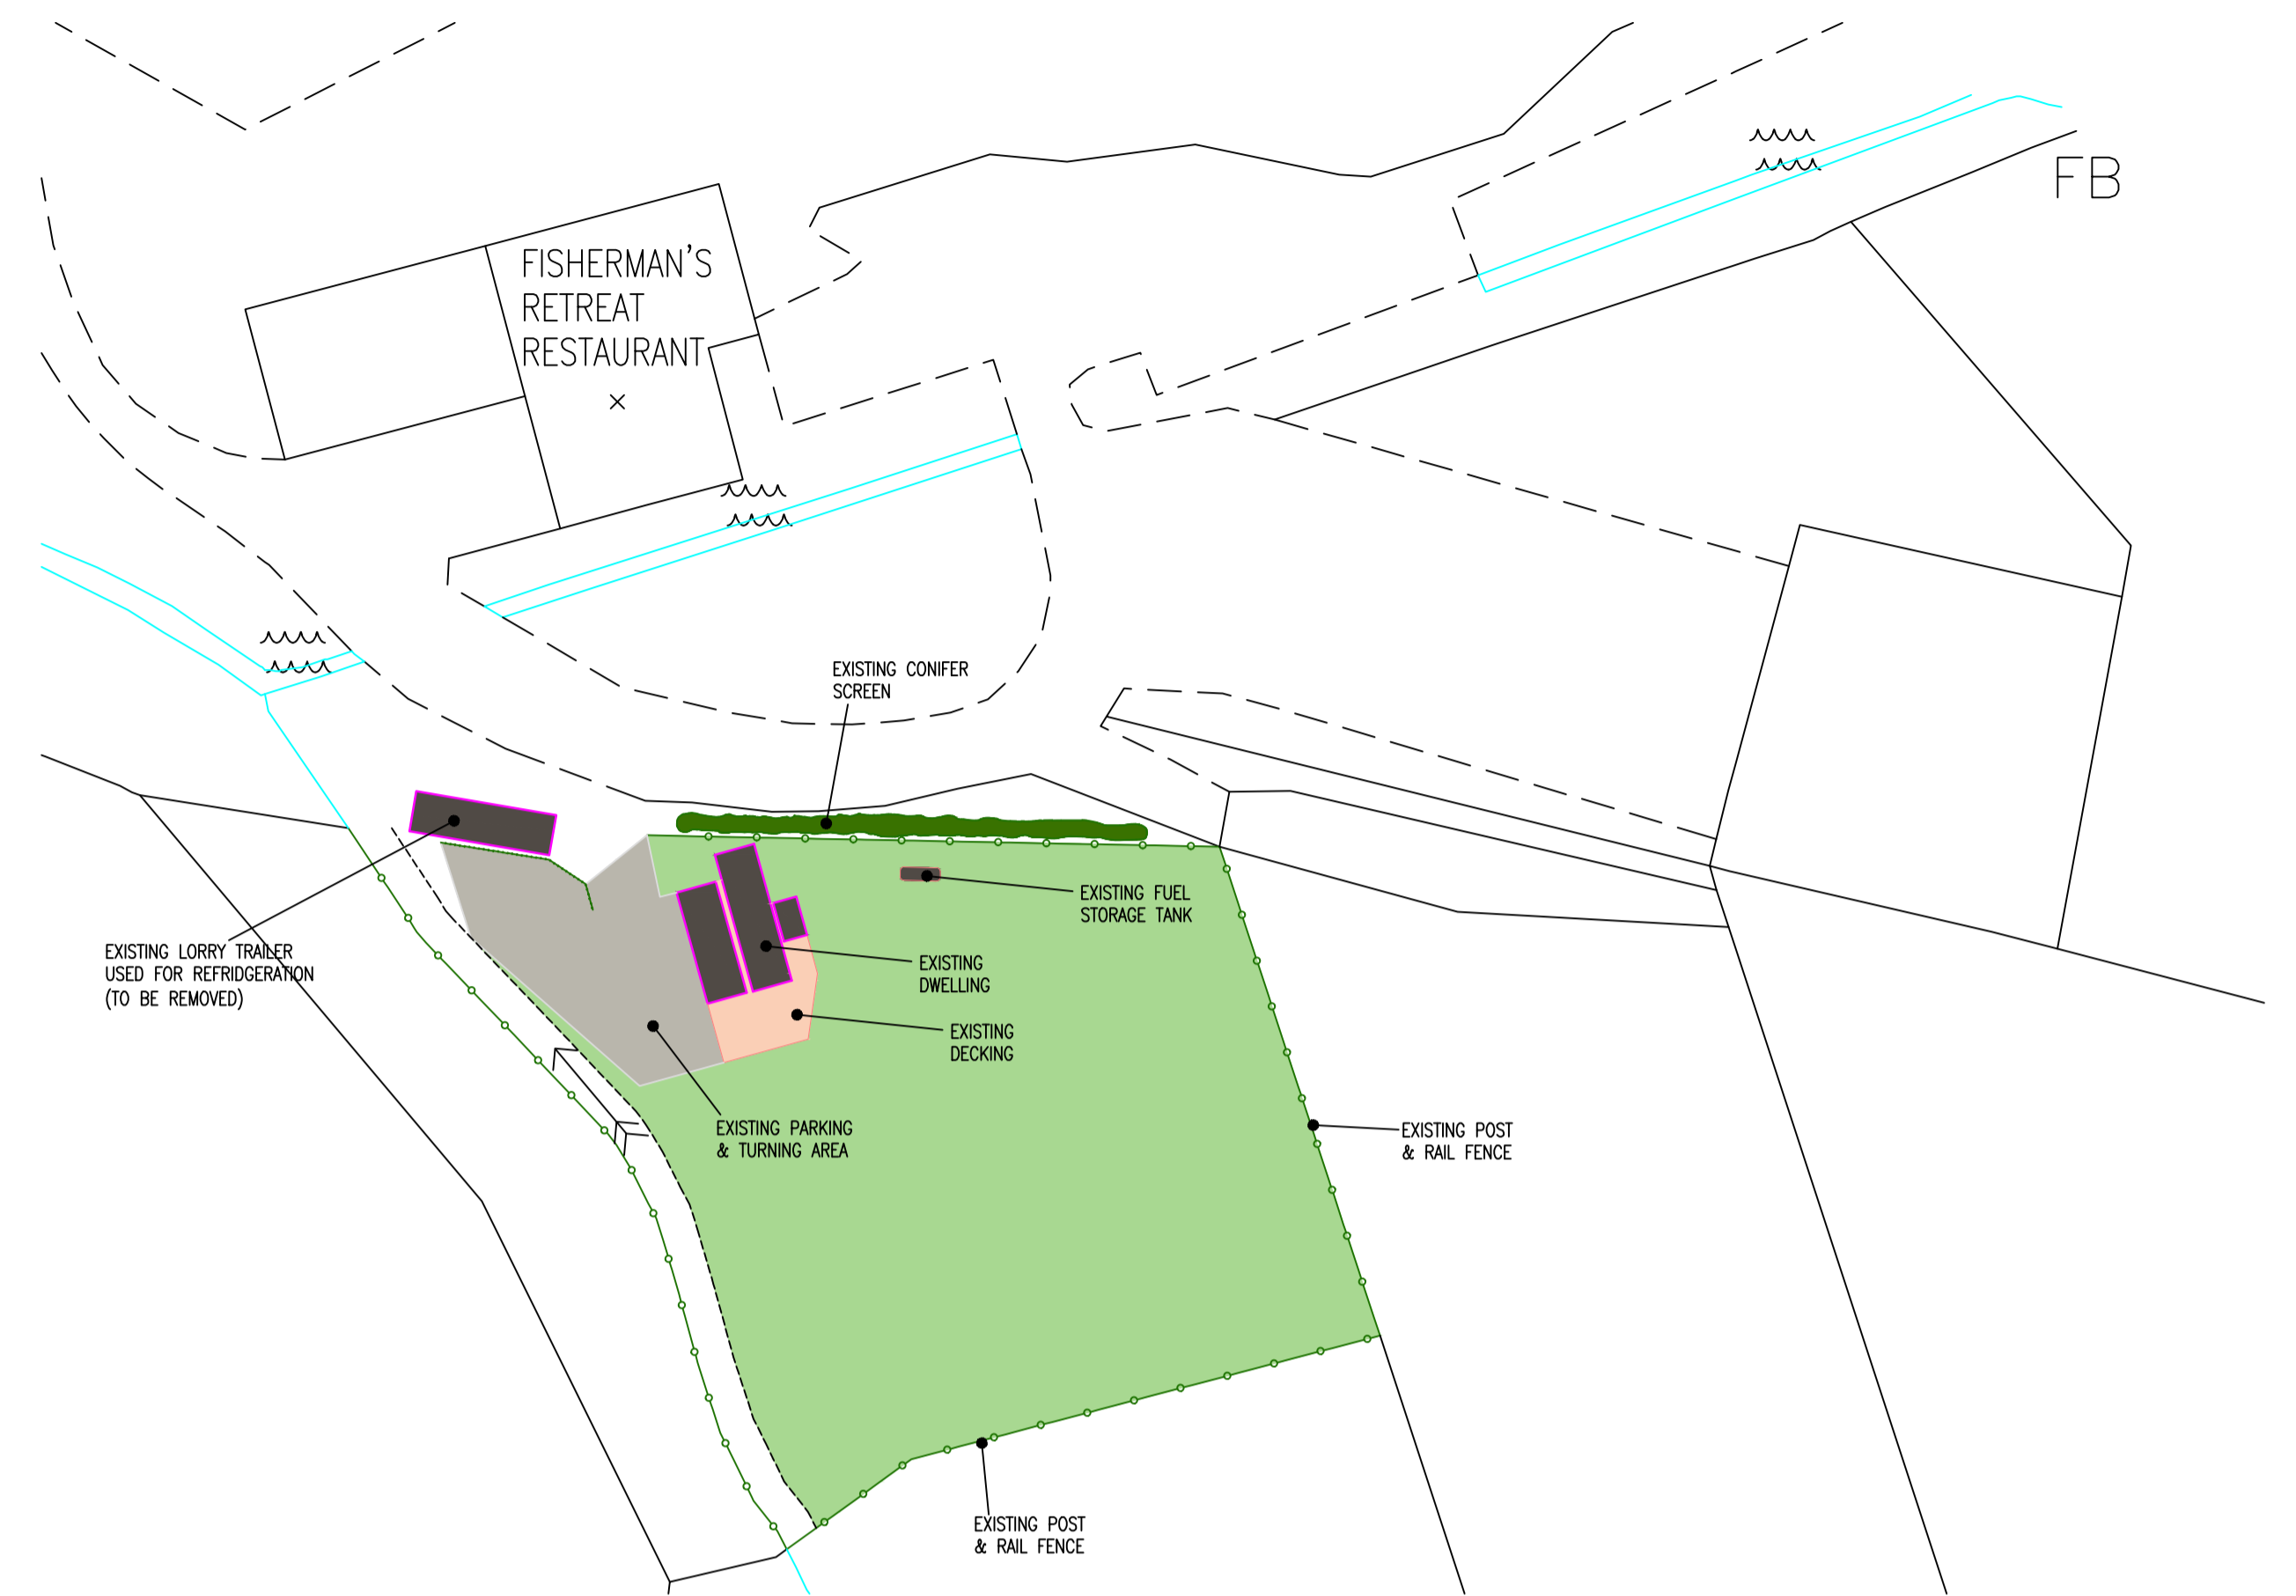 FB
FISHERMAN'S
RETREAT
RESTAURANT
EXISTING CONIFER
SCREEN
EXISTING FUEL
STORAGE TANK
EXISTING LORRY TRAILER
USED FOR REFRIDGERATION
(TO BE REMOVED)
EXISTING
DWELLING
EXISTING
DECKING
EXISTING PARKING
& TURNING AREA
EXISTING POST
& RAIL FENCE
EXISTING POST
& RAIL FENCE